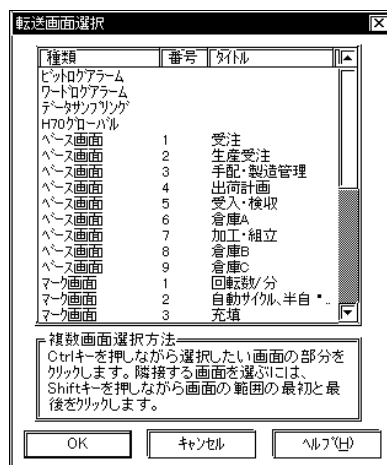 転送画面選択
種類 番号 タイトル
ビットログアラーム
ワードログアラーム
データサンプリング
H70グローバル
ベース画面 1 受注
ベース画面 2 生産受注
ベース画面 3 手配・製造管理
ベース画面 4 出荷計画
ベース画面 5 受入・検収
ベース画面 6 倉庫A
ベース画面 7 加工・組立
ベース画面 8 倉庫B
ベース画面 9 倉庫C
マーク画面 1 回転数/分
マーク画面 2 自動サイクル、半自・..
マーク画面 3 充填
複数画面選択方法
Ctrlキーを押しながら選択したい画面の部分を
クリックします。隣接する画面を選ぶには、
Shiftキーを押しながら画面の範囲の最初と最
後をクリックします。
OK キャンセル ヘルプ(H)